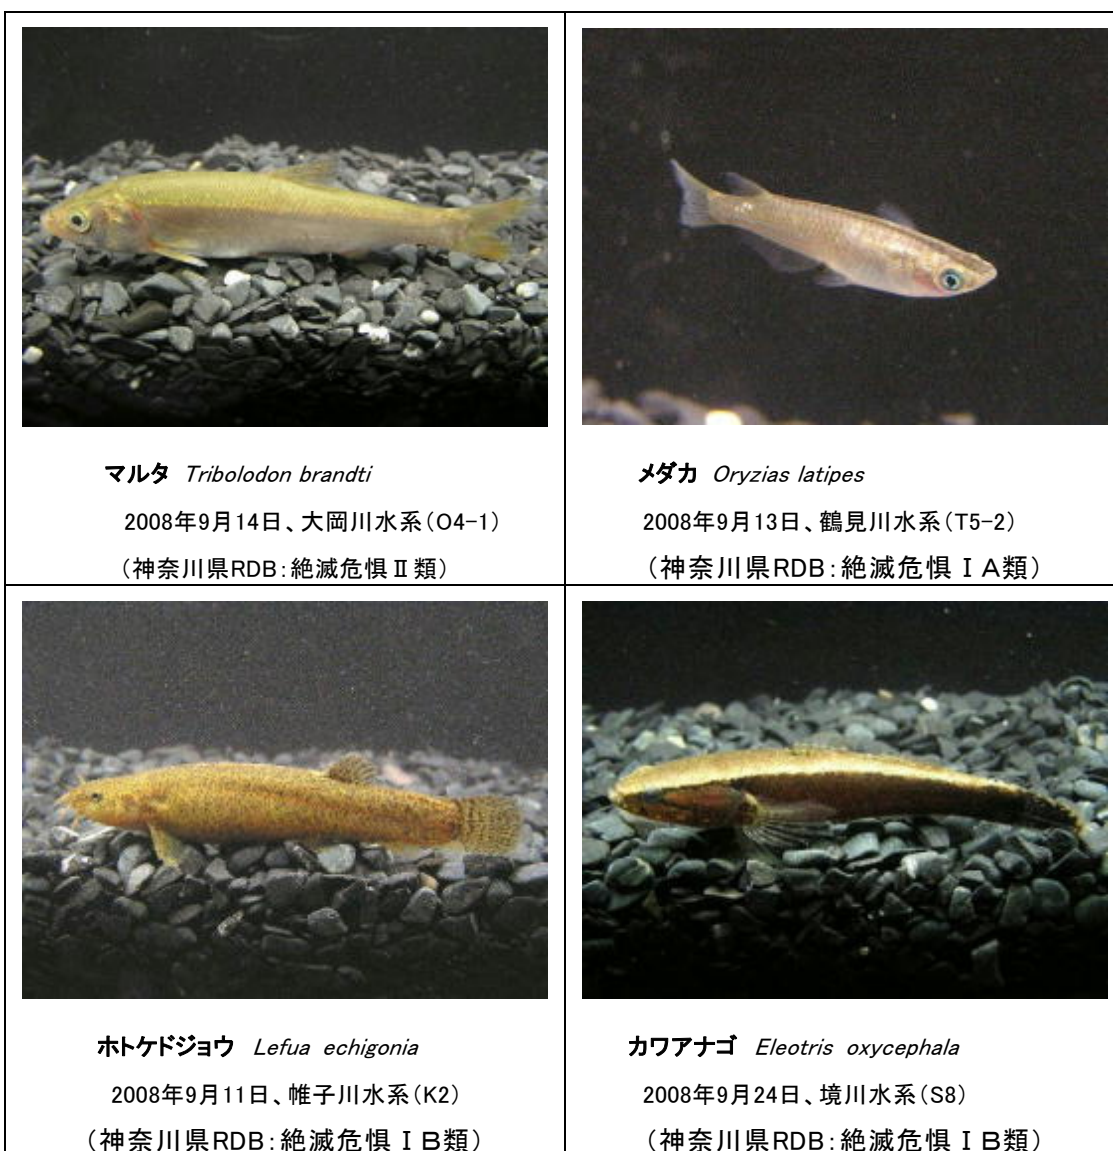 マルタ Tribolodon brandti
2008年9月14日、大岡川水系(O4-1)
(神奈川県RDB:絶滅危惧Ⅱ類)
メダカ Oryzias latipes
2008年9月13日、鶴見川水系(T5-2)
(神奈川県RDB:絶滅危惧ⅠA類)
ホトケドジョウ Lefua echigonia
2008年9月11日、帷子川水系(K2)
(神奈川県RDB:絶滅危惧ⅠB類)
カワアナゴ Eleotris oxycephala
2008年9月24日、境川水系(S8)
(神奈川県RDB:絶滅危惧ⅠB類)